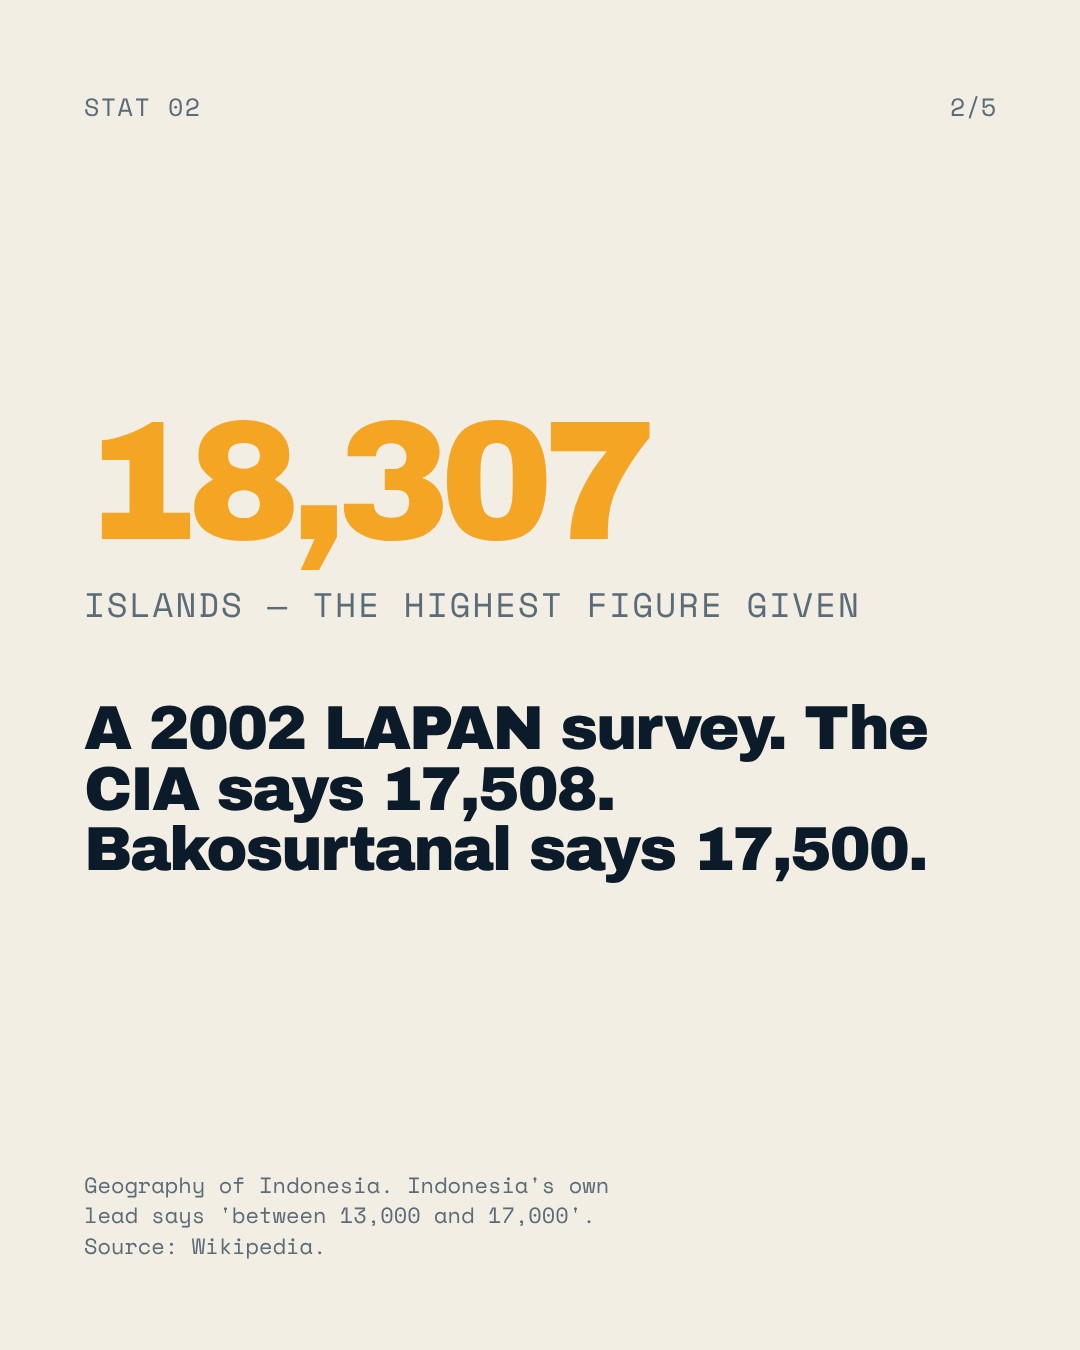 STAT 02
2/5
18,307
ISLANDS — THE HIGHEST FIGURE GIVEN
A 2002 LAPAN survey. The
CIA says 17,508.
Bakosurtanal says 17,500.
Geography of Indonesia. Indonesia's own
lead says 'between 13,000 and 17,000'.
Source: Wikipedia.